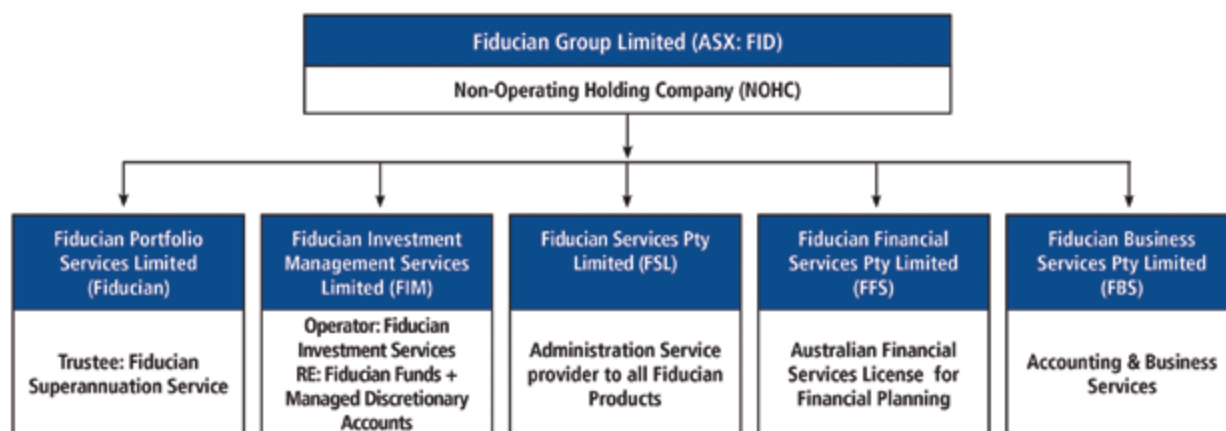 Fiducian Group Limited (ASX: FID)
Non-Operating Holding Company (NOHC)
Fiducian Portfolio
Services Limited
(Fiducian)
Trustee: Fiducian
Superannuation Service
Fiducian Investment
Management Services
Limited (FIM)
Operator: Fiducian
Investment Services
RE: Fiducian Funds +
Managed Discretionary
Accounts
Fiducian Services Pty
Limited (FSL)
Administration Service
provider to all Fiducian
Products
Fiducian Financial
Services Pty Limited
(FFS)
Australian Financial
Services License for
Financial Planning
Fiducian Business
Services Pty Limited
(FBS)
Accounting & Business
Services